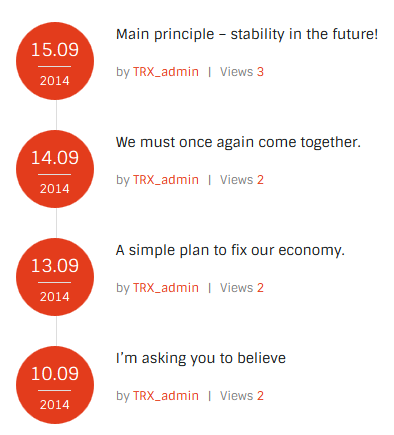 15.09
2014
Main principle – stability in the future!
by TRX_admin | Views 3
14.09
2014
We must once again come together.
by TRX_admin | Views 2
13.09
2014
A simple plan to fix our economy.
by TRX_admin | Views 2
10.09
2014
I’m asking you to believe
by TRX_admin | Views 2